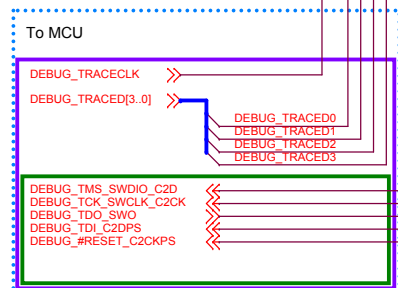 To MCU
DEBUG_TRACECLK
DEBUG_TRACED[3..0]
DEBUG_TRACED0
DEBUG_TRACED1
DEBUG_TRACED2
DEBUG_TRACED3
DEBUG_TMS_SWDIO_C2D
DEBUG_TCK_SWCLK_C2CK
DEBUG_TDO_SWO
DEBUG_TDI_C2DPS
DEBUG_#RESET_C2CKPS